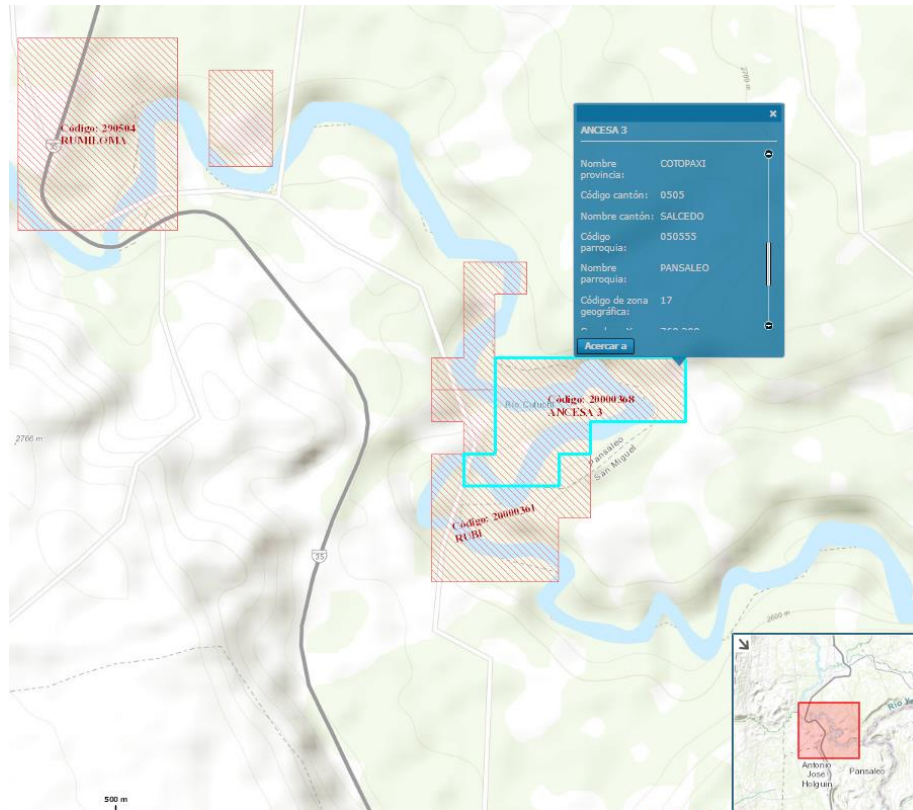 2760 m
Código: 290504
RUMILOMA
35
ANCESA 3
Nombre provincia:
COTOPAXI
Código cantón:
0505
Nombre cantón:
SALCEDO
Código parroquia:
050555
Nombre parroquia:
PANSALEO
Código de zona geográfica:
17
Acercar a
Código: 20000368
ANCESA 3
2766 m
Pansaleo
San Miguel
Código: 20000361
RUBI
35
2600 m
Antonio
José
Holguín
Pansaleo
500 m